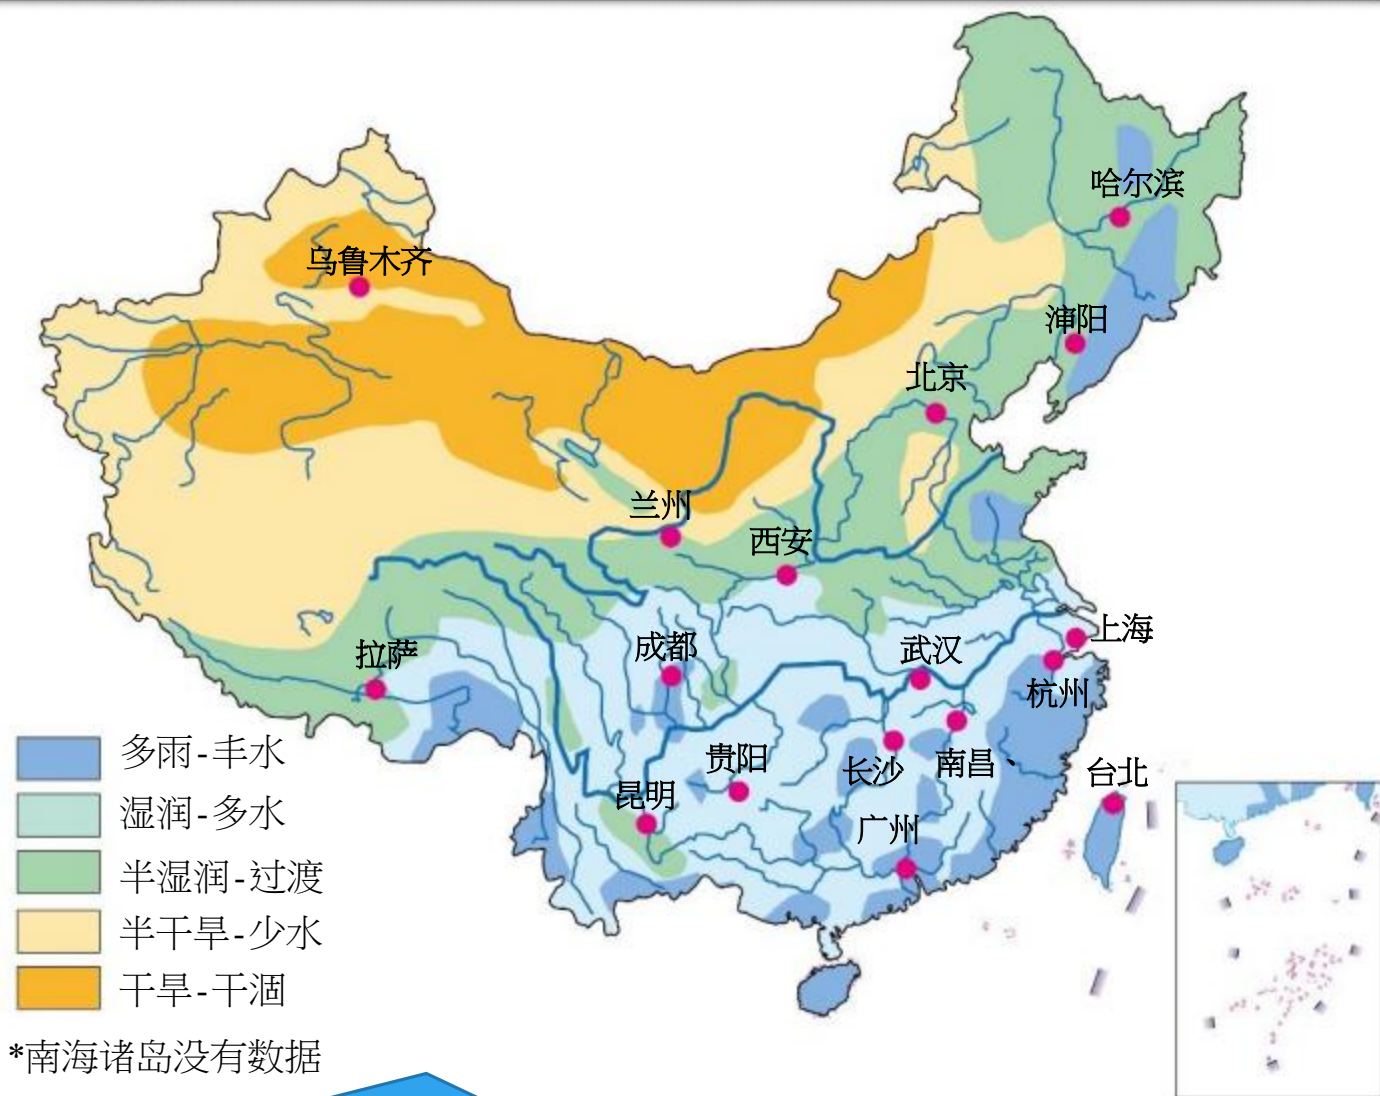 哈尔滨
乌鲁木齐
渖阳
北京
兰州
西安
上海
拉萨
成都
武汉
杭州
多雨-丰水
贵阳
长沙
南昌、
台北
昆明
湿润-多水
广州
半湿润-过渡
半干旱-少水
干旱-干涸
*南海诸岛没有数据